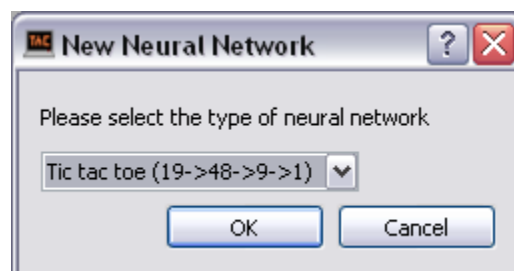 TAC New Neural Network ?
Please select the type of neural network
Tic tac toe (19->48->9->1)
OK Cancel